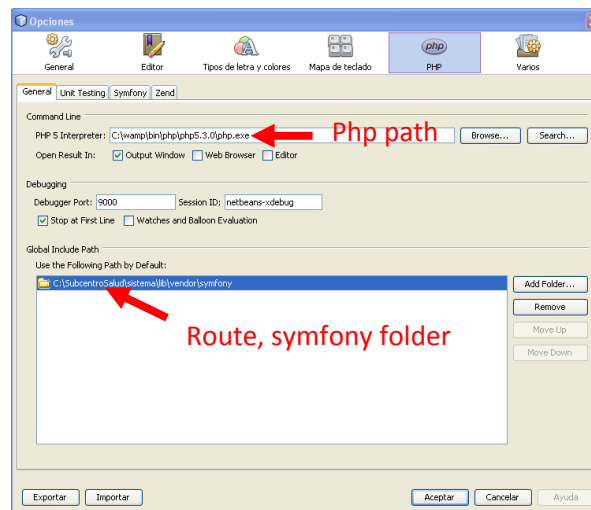 Opciones
General Editor Tipos de letra y colores Mapa de teclado PHP Varios
php
General Unit Testing Symfony Zend
Command Line
PHP 5 Interpreter: C:\wamp\bin\php\php5.3.0\php.exe Php path Browse... Search...
Open Result In: Output Window Web Browser Editor
Debugging
Debugger Port: 9000 Session ID: netbeans-xdebug
Stop at First Line Watches and Balloon Evaluation
Global Include Path
Use the Following Path by Default:
C:\SubcentroSalud\sistema\lib\vendor\symfony Add Folder...
Remove
Route, symfony folder Move Up
Move Down
Exportar Importar Aceptar Cancelar Ayuda